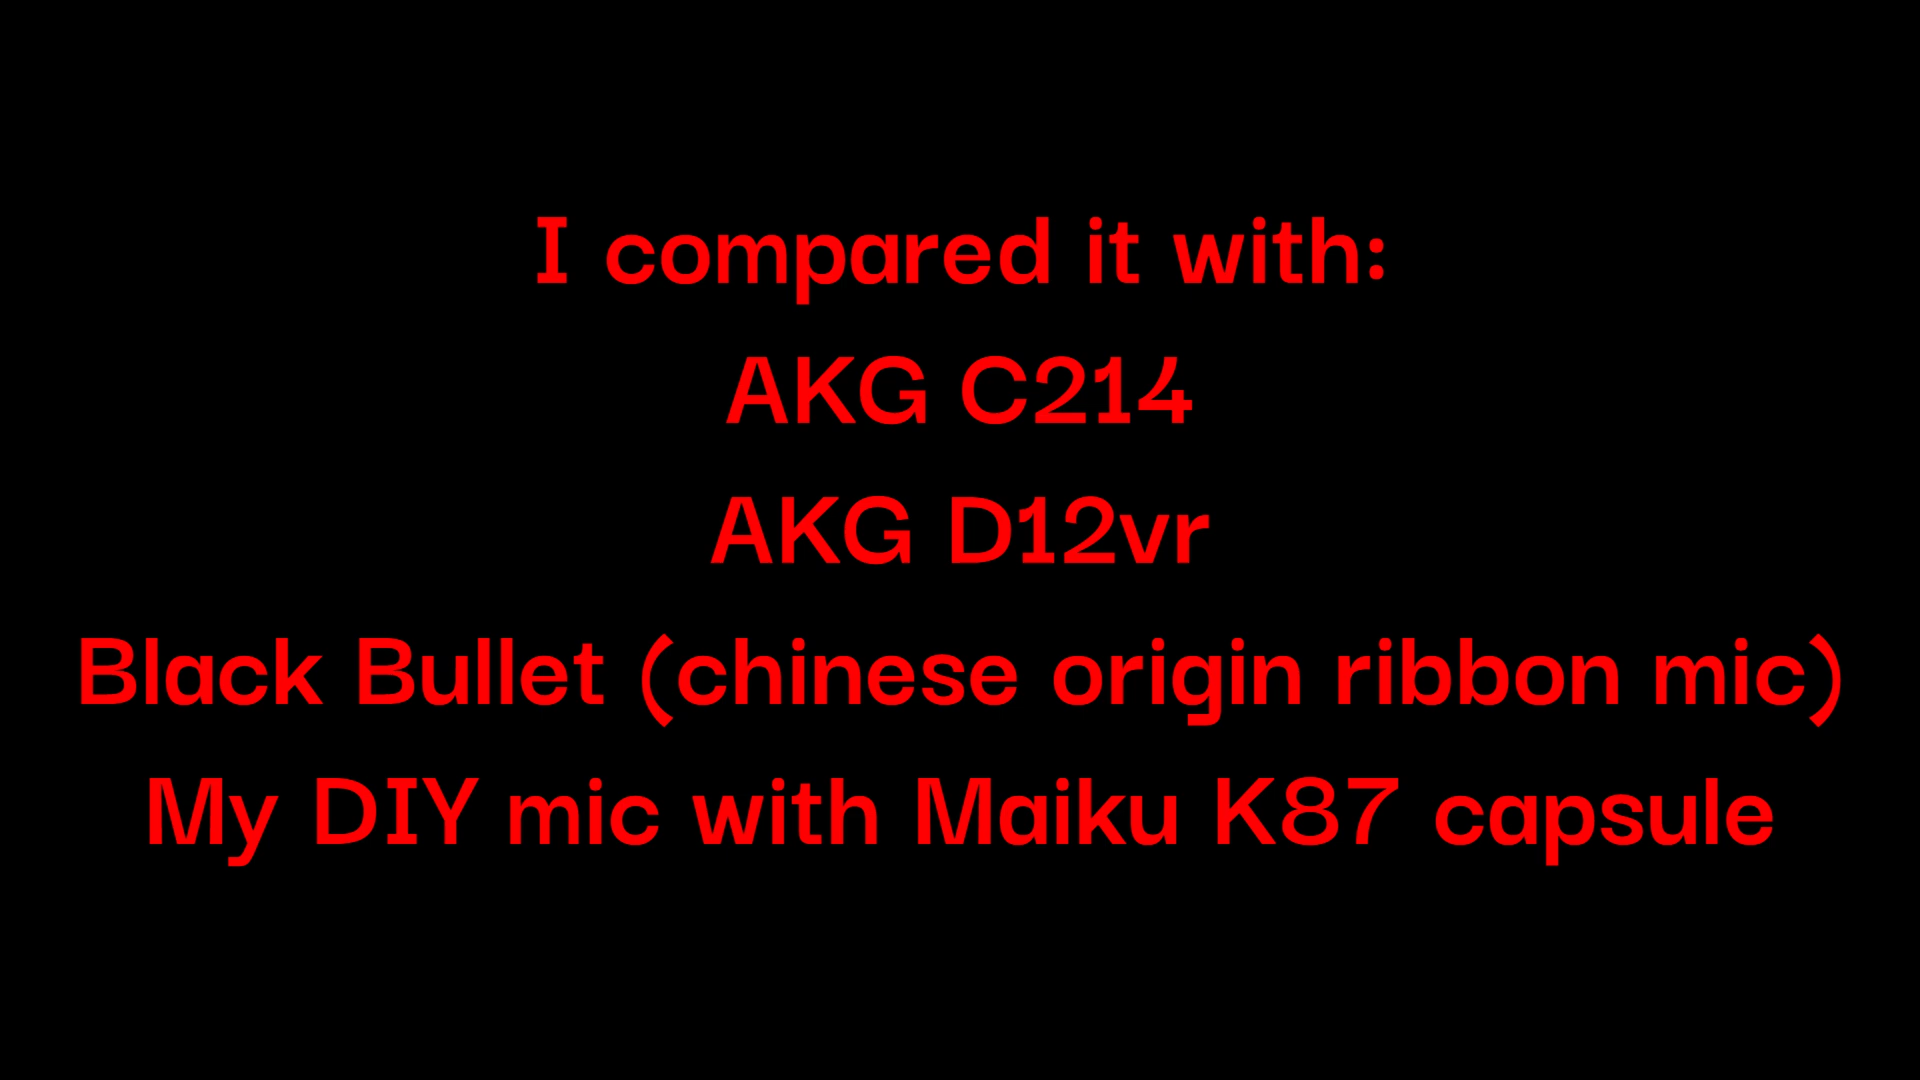 I compared it with:
AKG C214
AKG D12vr
Black Bullet (chinese origin ribbon mic)
My DIY mic with Maiku K87 capsule